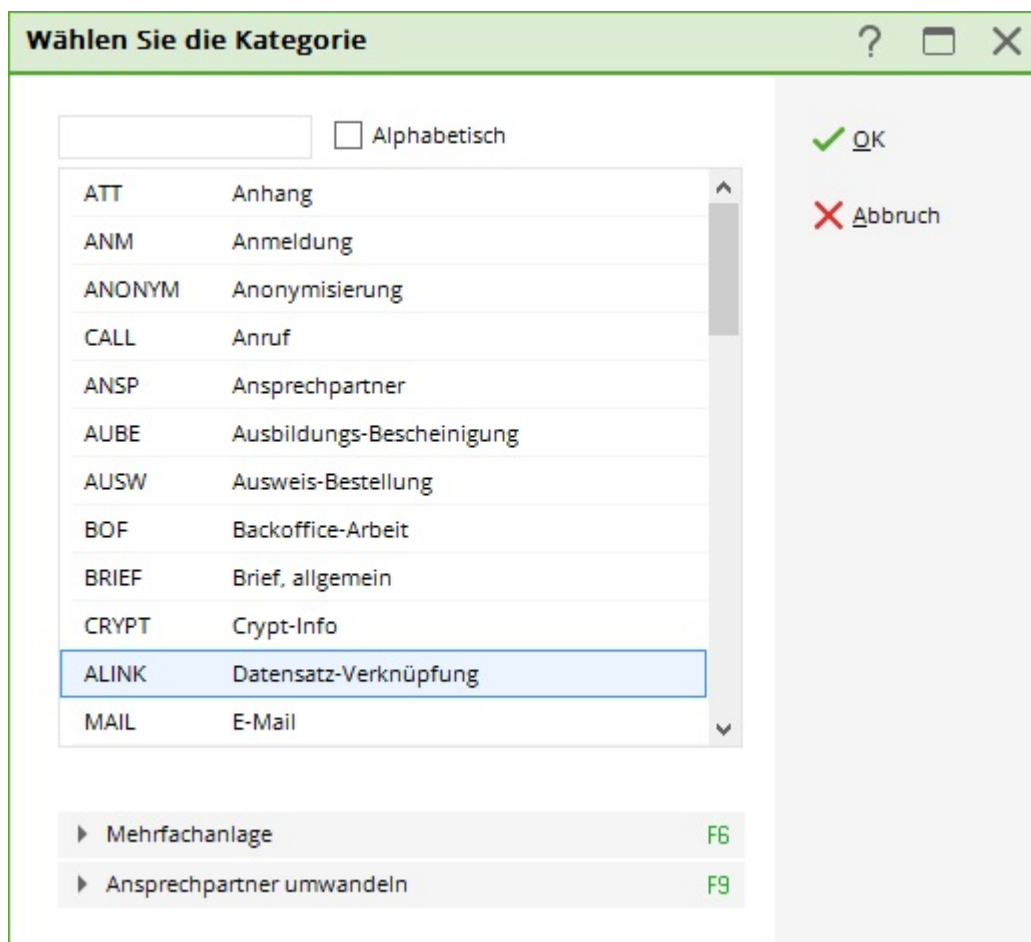 Wählen Sie die Kategorie ?
Alphabetisch
OK
Abbruch
ATT Anhang
ANM Anmeldung
ANONYM Anonymisierung
CALL Anruf
ANSP Ansprechpartner
AUBE Ausbildungs-Bescheinigung
AUSW Ausweis-Bestellung
BOF Backoffice-Arbeit
BRIEF Brief, allgemein
CRYPT Crypt-Info
ALINK Datensatz-Verknüpfung
MAIL E-Mail
Mehrfachanlage F6
Ansprechpartner umwandeln F9